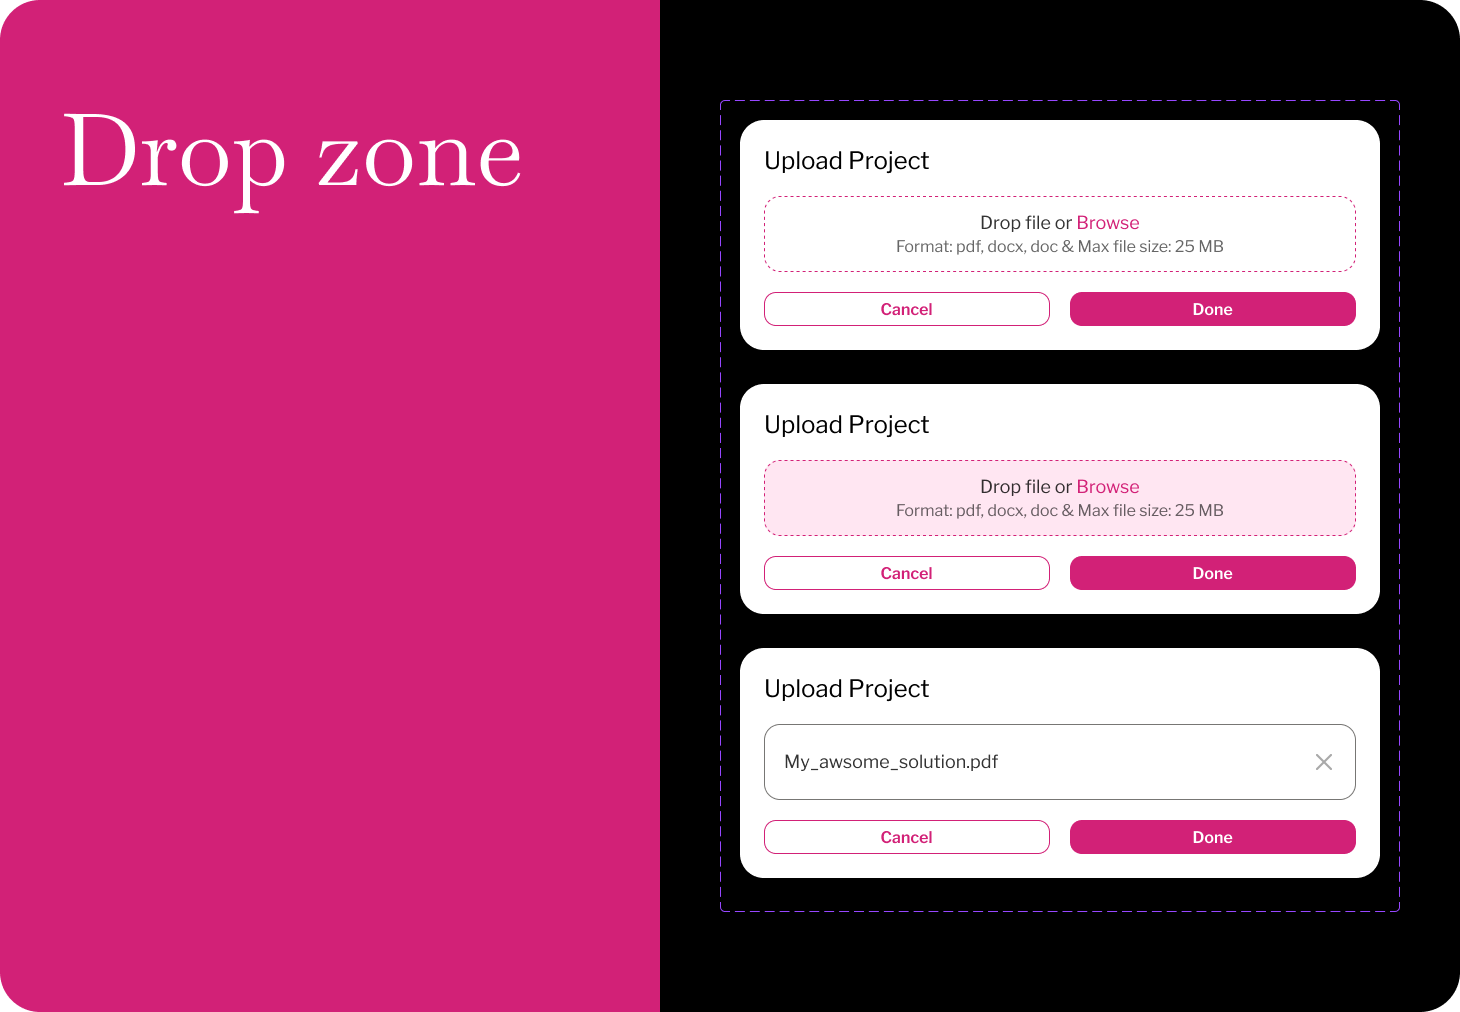 Drop zone
Upload Project
Drop file or Browse
Format: pdf, docx, doc & Max file size: 25 MB
Cancel
Done
Upload Project
Drop file or Browse
Format: pdf, docx, doc & Max file size: 25 MB
Cancel
Done
Upload Project
My_awsome_solution.pdf
Cancel
Done